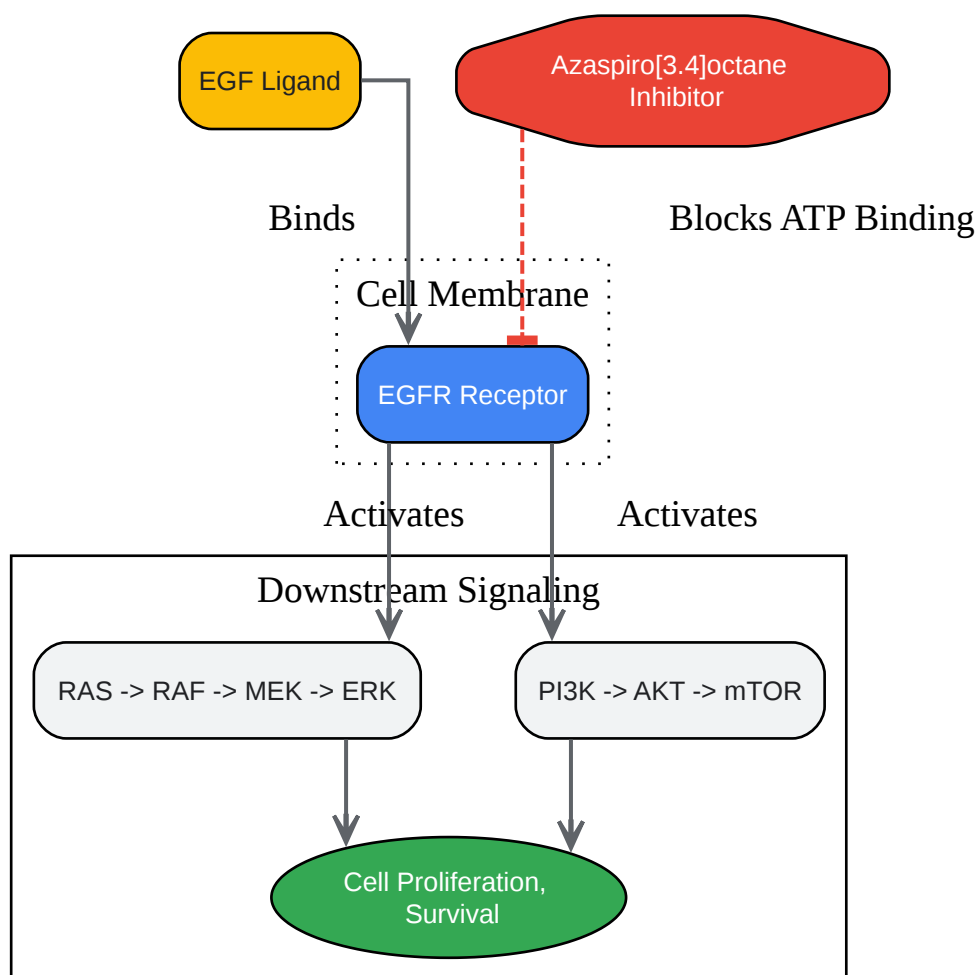 EGF Ligand
Azaspiro[3.4]octane
Inhibitor
Binds
Blocks ATP Binding
Cell Membrane
EGFR Receptor
Activates
Activates
Downstream Signaling
RAS -> RAF -> MEK -> ERK
PI3K -> AKT -> mTOR
Cell Proliferation,
Survival